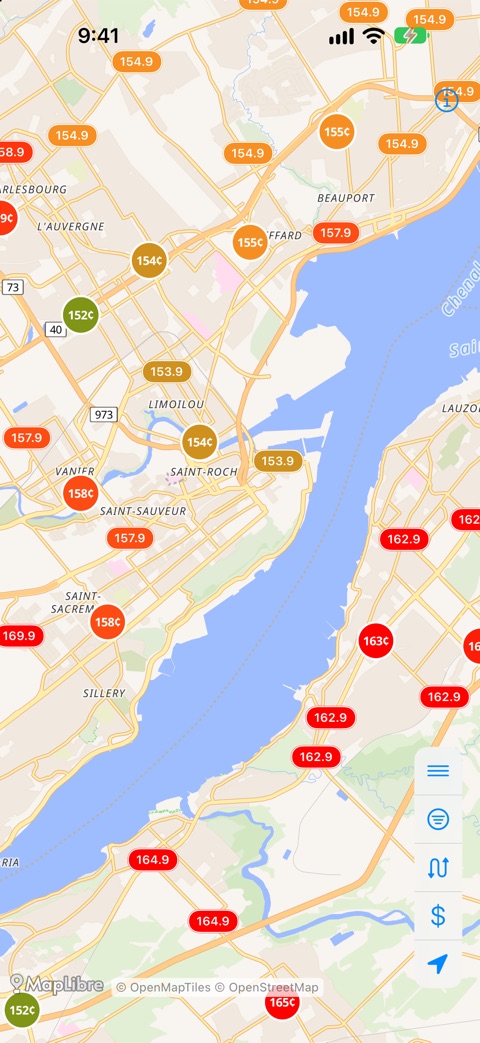 154.9
154.9
9:41
154.9
154.9
155¢
154.9
154.9
154.9
L'AUVERGNE
BEAUPORT
157.9
155¢
154¢
73
152¢
40
Chenal
153.9
LIMOILOU
973
LAUZO
157.9
154¢
SAINT-ROCH
153.9
VANIER
158¢
SAINT-SAUVEUR
162.9
157.9
SAINT-
SACREM
158¢
169.9
163¢
SILLERY
162.9
162.9
162.9
164.9
164.9
MapLibre
© OpenMapTiles © OpenStreetMap
152¢
165¢
$